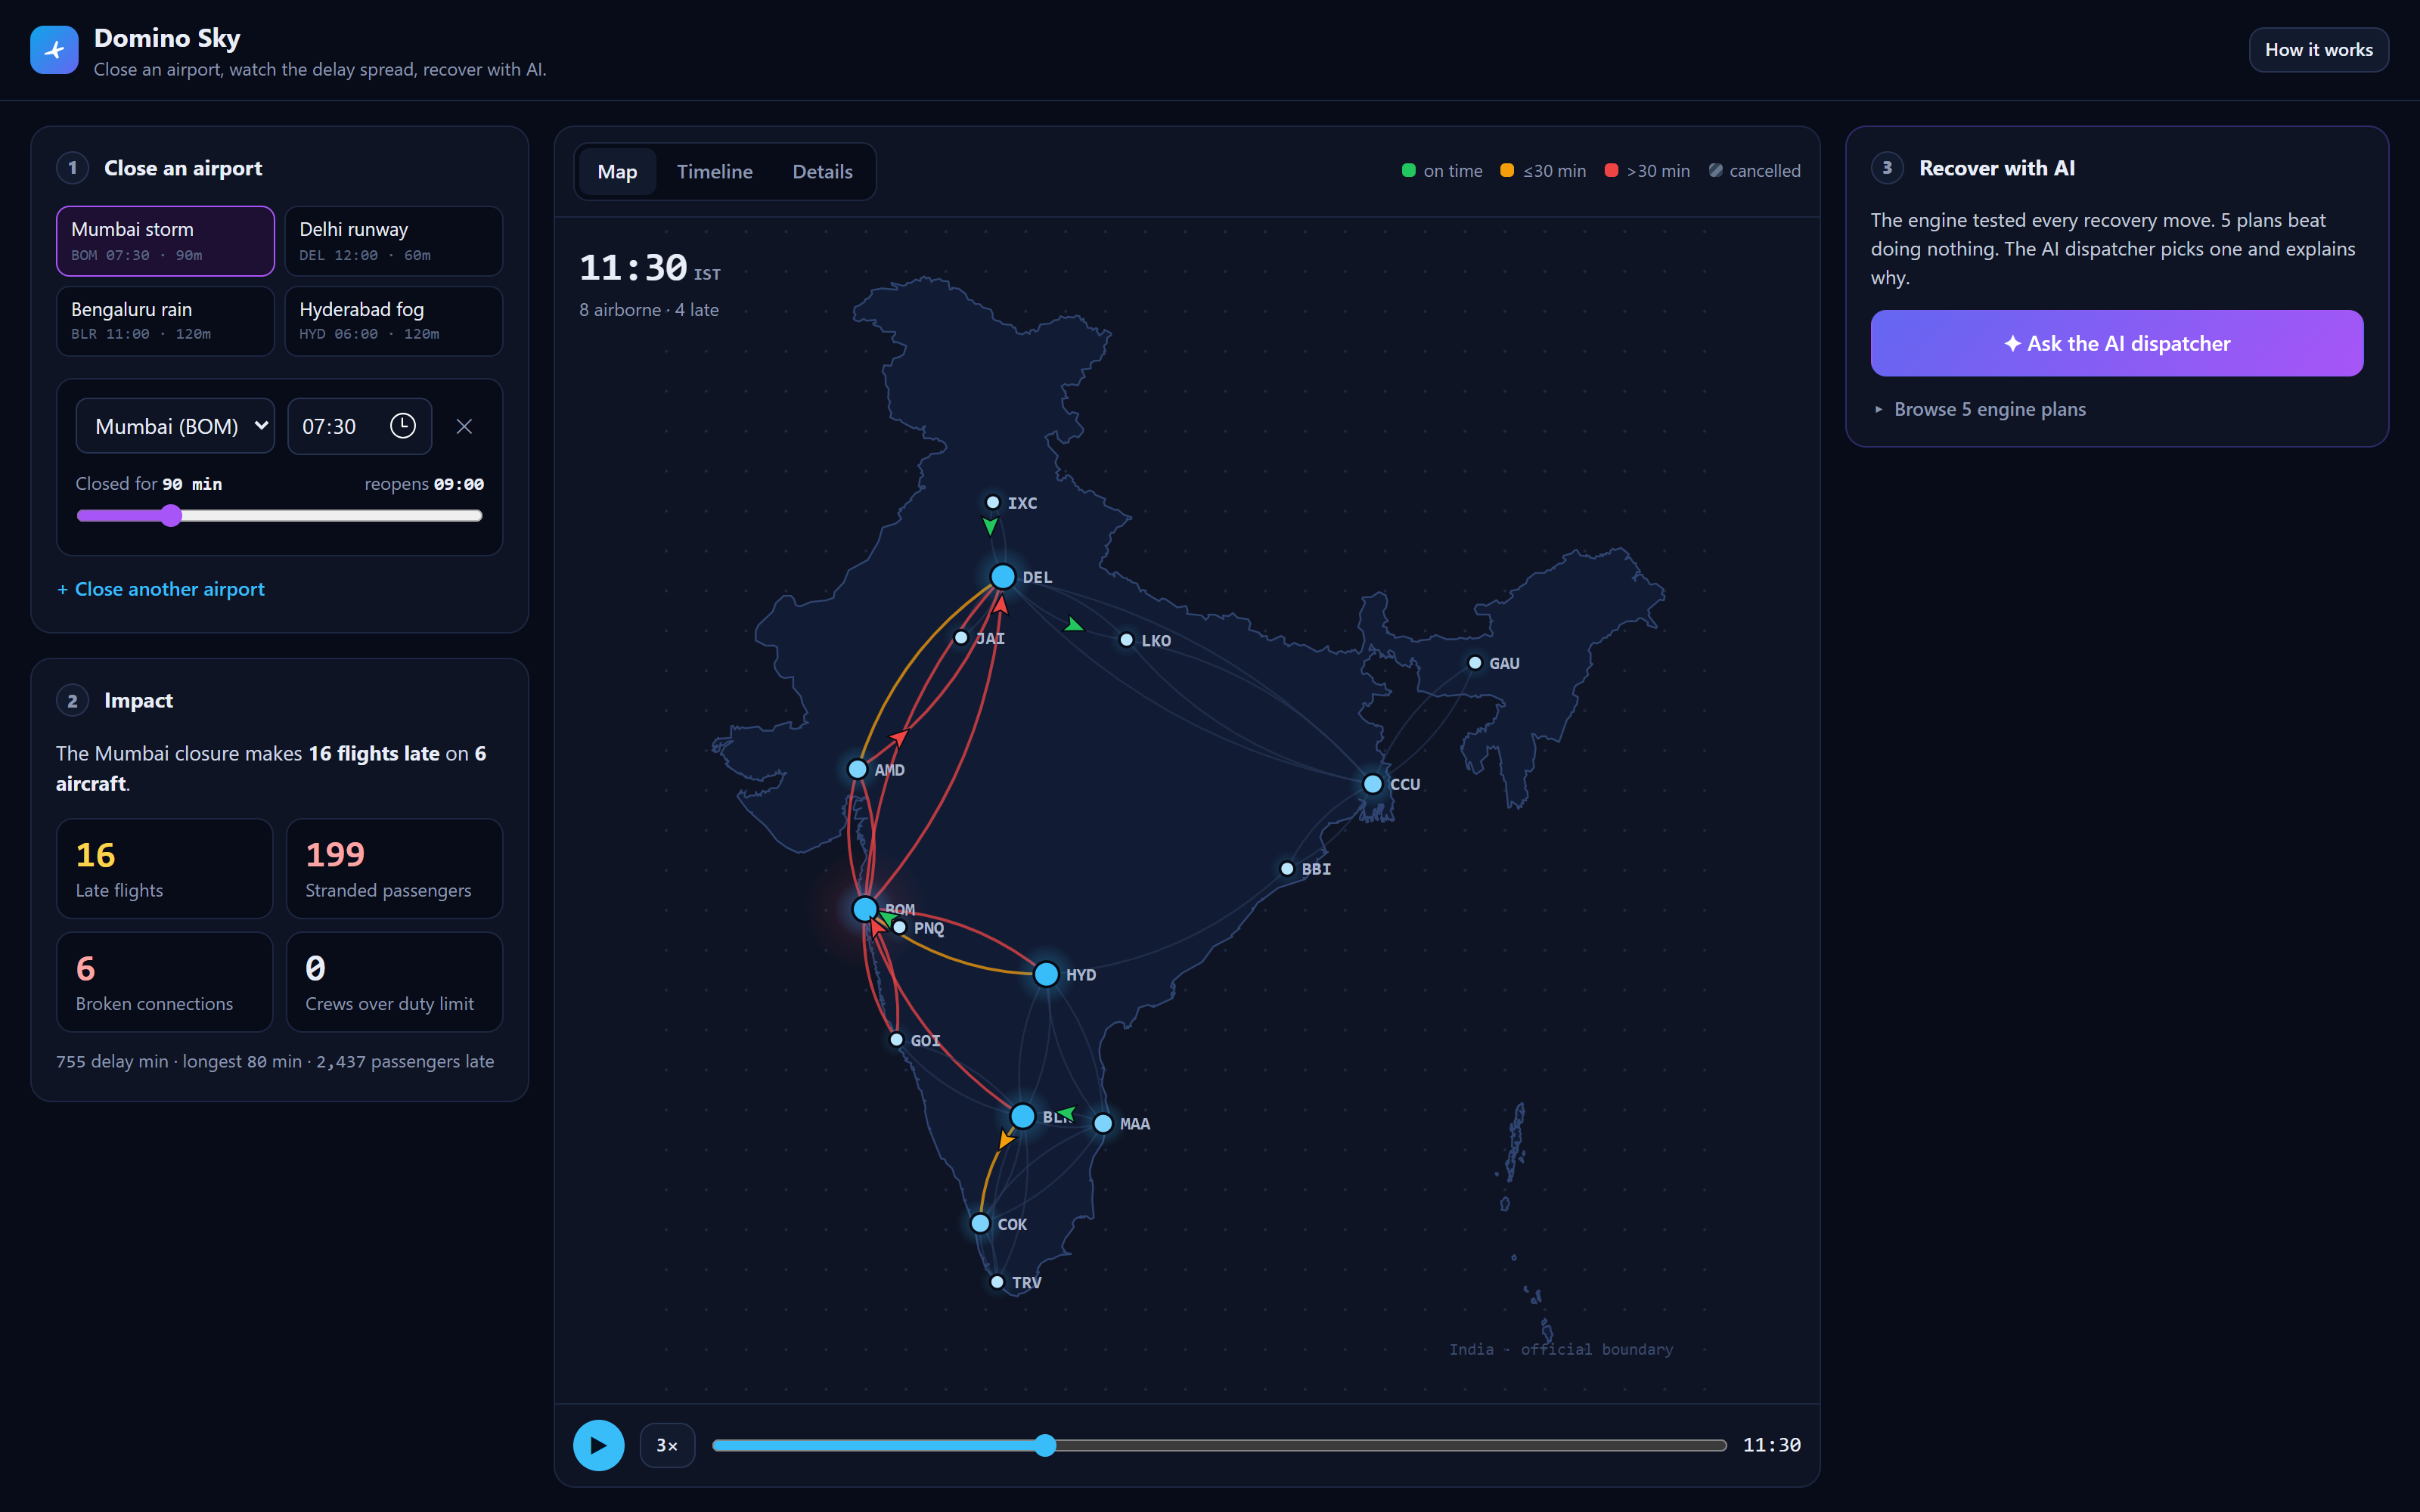 Domino Sky
Close an airport, watch the delay spread, recover with AI.
How it works
1 Close an airport
Mumbai storm
BOM 07:30 · 90m
Delhi runway
DEL 12:00 · 60m
Bengaluru rain
BLR 11:00 · 120m
Hyderabad fog
HYD 06:00 · 120m
Mumbai (BOM)
07:30
Closed for 90 min
reopens 09:00
+ Close another airport
2 Impact
The Mumbai closure makes 16 flights late on 6
aircraft.
16
Late flights
199
Stranded passengers
6
Broken connections
0
Crews over duty limit
755 delay min · longest 80 min · 2,437 passengers late
Map
Timeline
Details
on time
≤30 min
>30 min
cancelled
11:30 IST
8 airborne · 4 late
IXC
DEL
JAI
LKO
GAU
AMD
CCU
BBI
BOM
PNQ
HYD
GOI
BLR
MAA
COK
TRV
India · official boundary
3×
11:30
3 Recover with AI
The engine tested every recovery move. 5 plans beat
doing nothing. The AI dispatcher picks one and explains
why.
✦ Ask the AI dispatcher
▸ Browse 5 engine plans